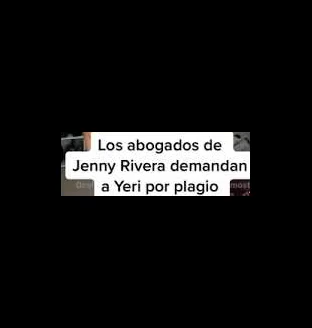 Los abogados de
Jenny Rivera demandan
a Yeri por plagio